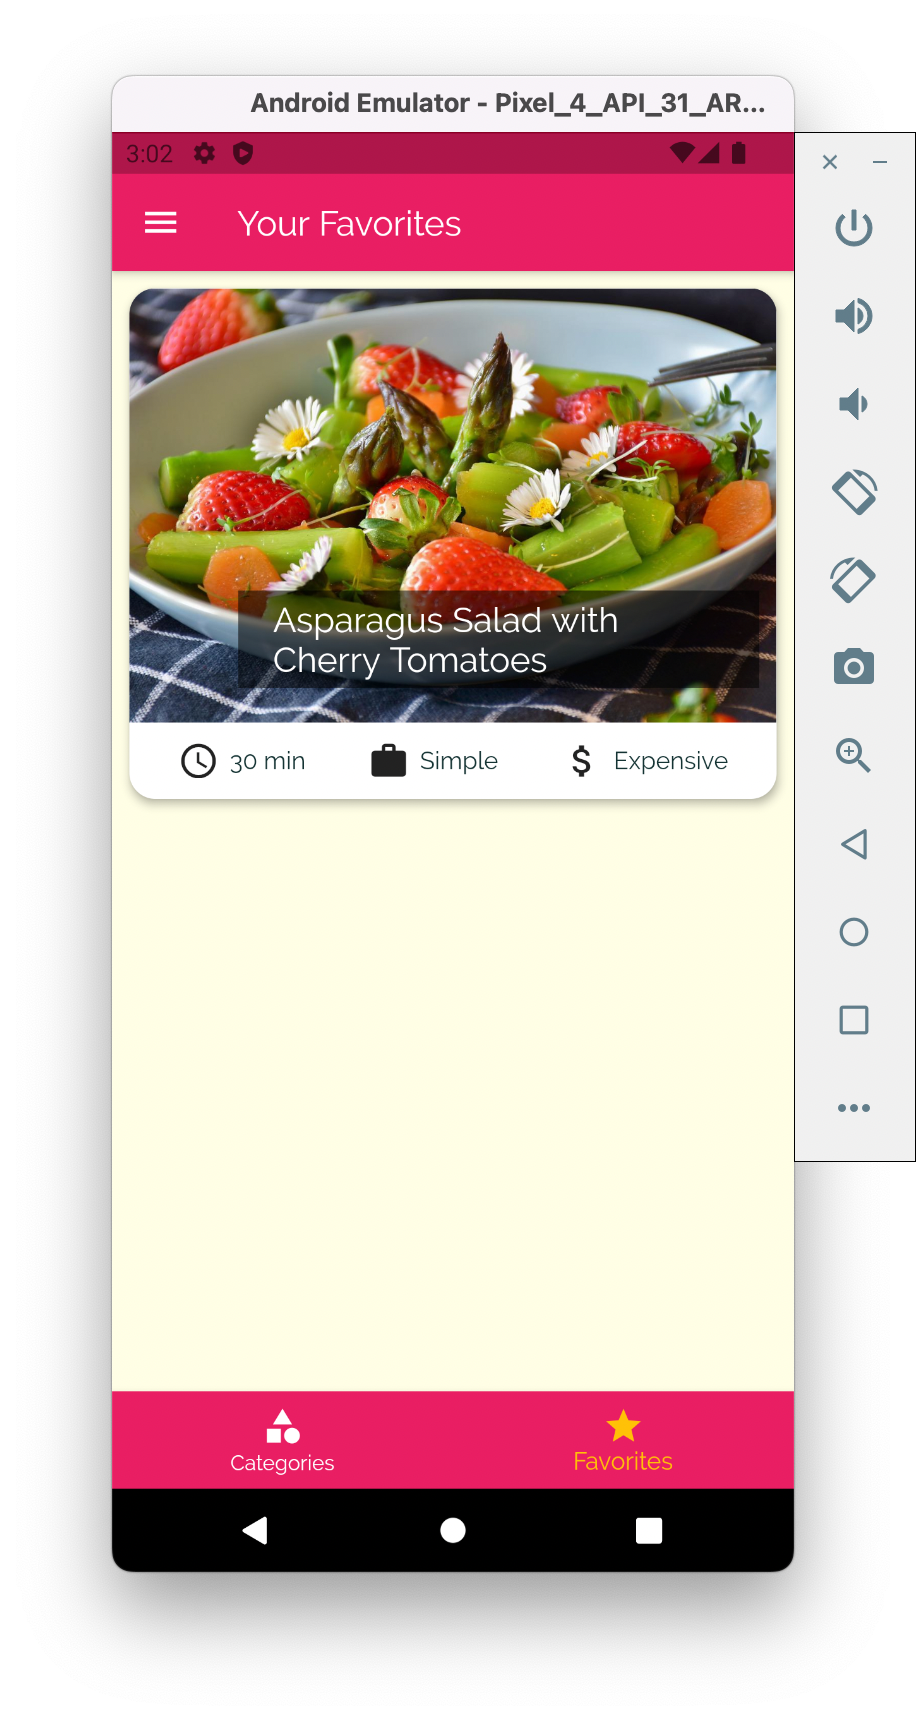 Android Emulator - Pixel_4_API_31_AR...
3:02
Your Favorites
Asparagus Salad with
Cherry Tomatoes
30 min Simple Expensive
Categories Favorites